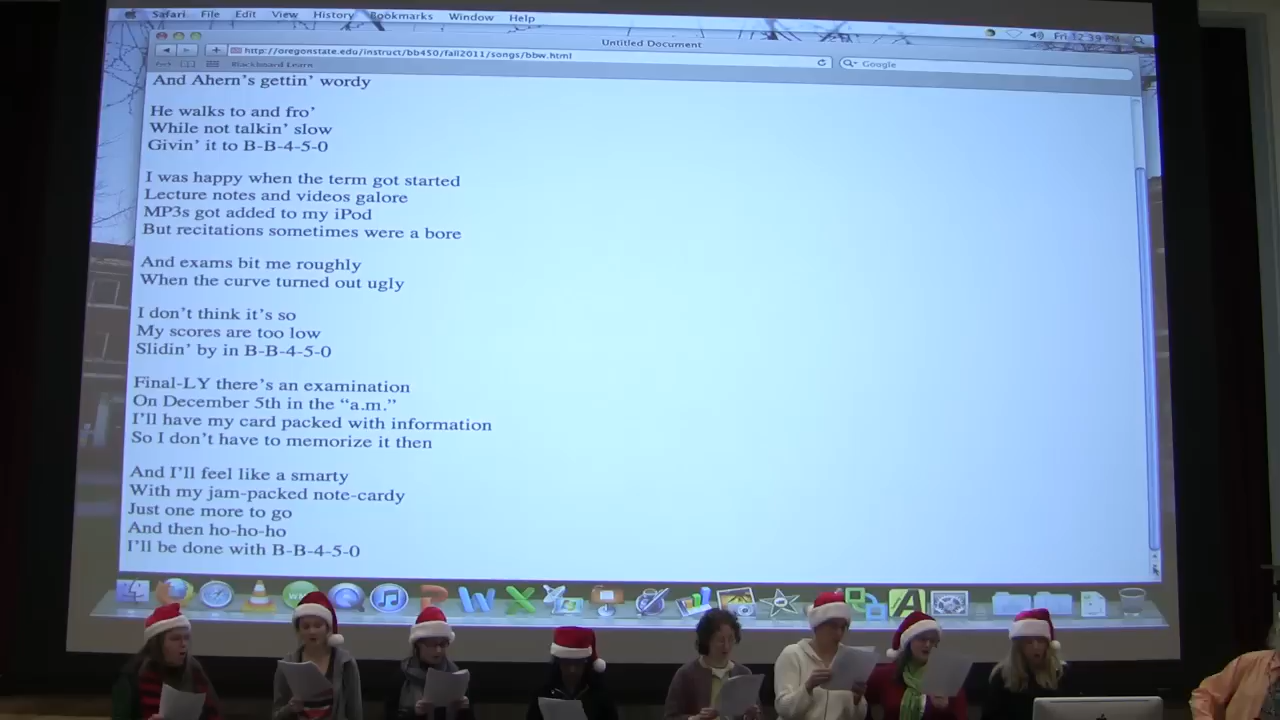 Safari File Edit View History Bookmarks Window Help
Fri 12:39 PM
Untitled Document
http://oregonstate.edu/instruct/bb450/fall2011/songs/bbw.html
Google
Blackboard Learn
And Ahern's gettin' wordy
He walks to and fro'
While not talkin' slow
Givin' it to B-B-4-5-0
I was happy when the term got started
Lecture notes and videos galore
MP3s got added to my iPod
But recitations sometimes were a bore
And exams bit me roughly
When the curve turned out ugly
I don't think it's so
My scores are too low
Slidin' by in B-B-4-5-0
Final-LY there's an examination
On December 5th in the “a.m.”
I'll have my card packed with information
So I don't have to memorize it then
And I'll feel like a smarty
With my jam-packed note-cardy
Just one more to go
And then ho-ho-ho
I'll be done with B-B-4-5-0